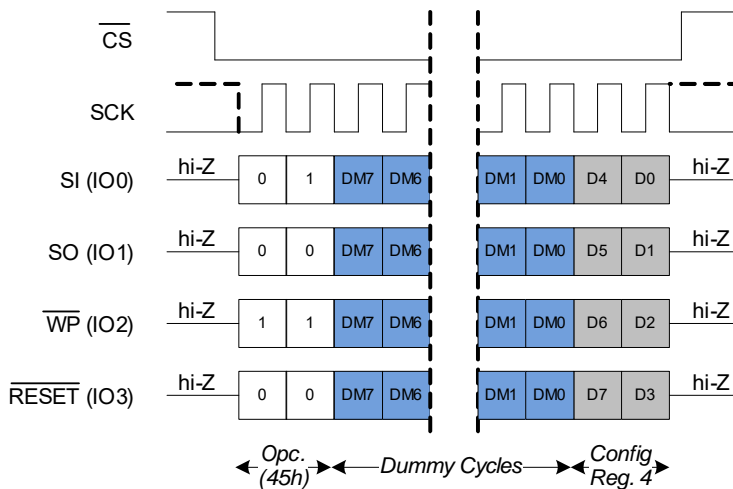 CS
SCK
SI (IO0) hi-Z 0 1 DM7 DM6 DM1 DM0 D4 D0 hi-Z
SO (IO1) hi-Z 0 0 DM7 DM6 DM1 DM0 D5 D1 hi-Z
WP (IO2) hi-Z 1 1 DM7 DM6 DM1 DM0 D6 D2 hi-Z
RESET (IO3) hi-Z 0 0 DM7 DM6 DM1 DM0 D7 D3 hi-Z
Opc. (45h)
Dummy Cycles
Config
Reg. 4